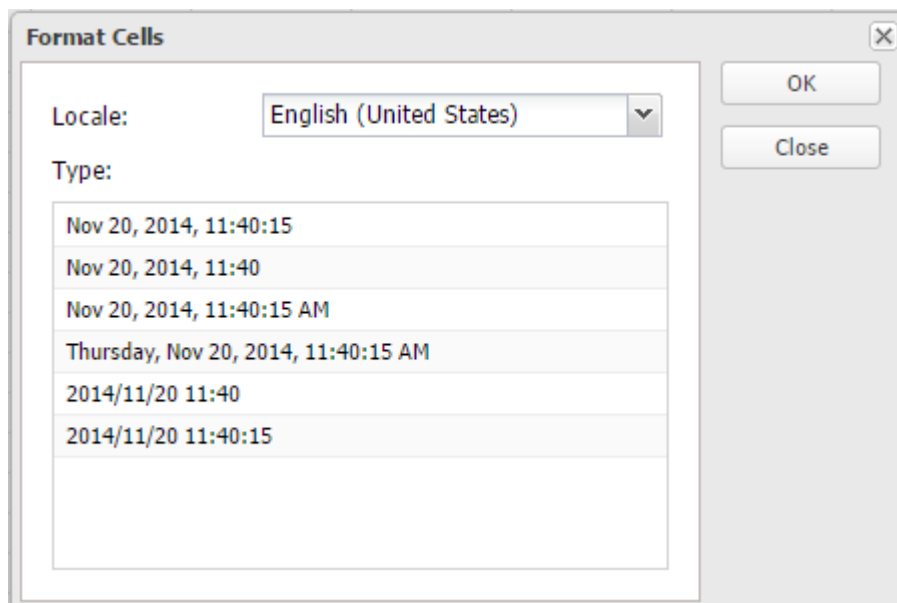 Format Cells
OK
Locale: English (United States)
Close
Type:
Nov 20, 2014, 11:40:15
Nov 20, 2014, 11:40
Nov 20, 2014, 11:40:15 AM
Thursday, Nov 20, 2014, 11:40:15 AM
2014/11/20 11:40
2014/11/20 11:40:15